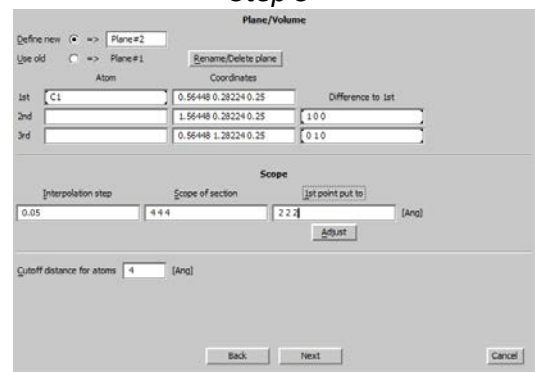 Plane/Volume
Define new => Plane#2
Use old => Plane#1 Rename/Delete plane
Atom Coordinates
1st C1 0.56448 0.28224 0.25 Difference to 1st
2nd 1.56448 0.28224 0.25 1 0 0
3rd 0.56448 1.28224 0.25 0 1 0
Scope
Interpolation step Scope of section 1st point put to
0.05 4 4 4 2 2 2 [Ang]
Adjust
Cutoff distance for atoms 4 [Ang]
Back Next Cancel